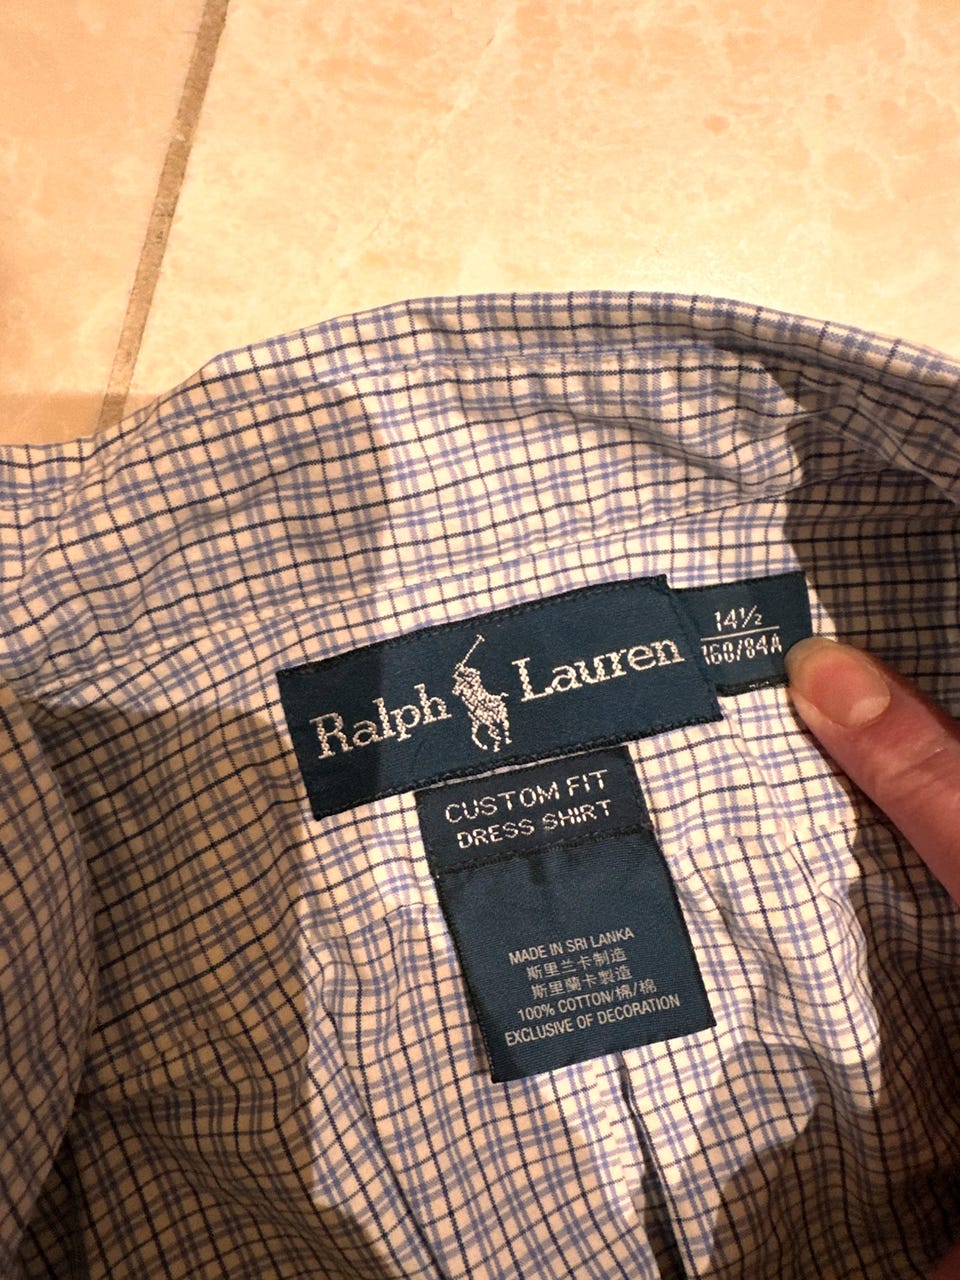 Ralph Lauren
14½
160/84A
CUSTOM FIT
DRESS SHIRT
MADE IN SRI LANKA
斯里兰卡制造
斯里蘭卡製造
100% COTTON/棉/棉
EXCLUSIVE OF DECORATION